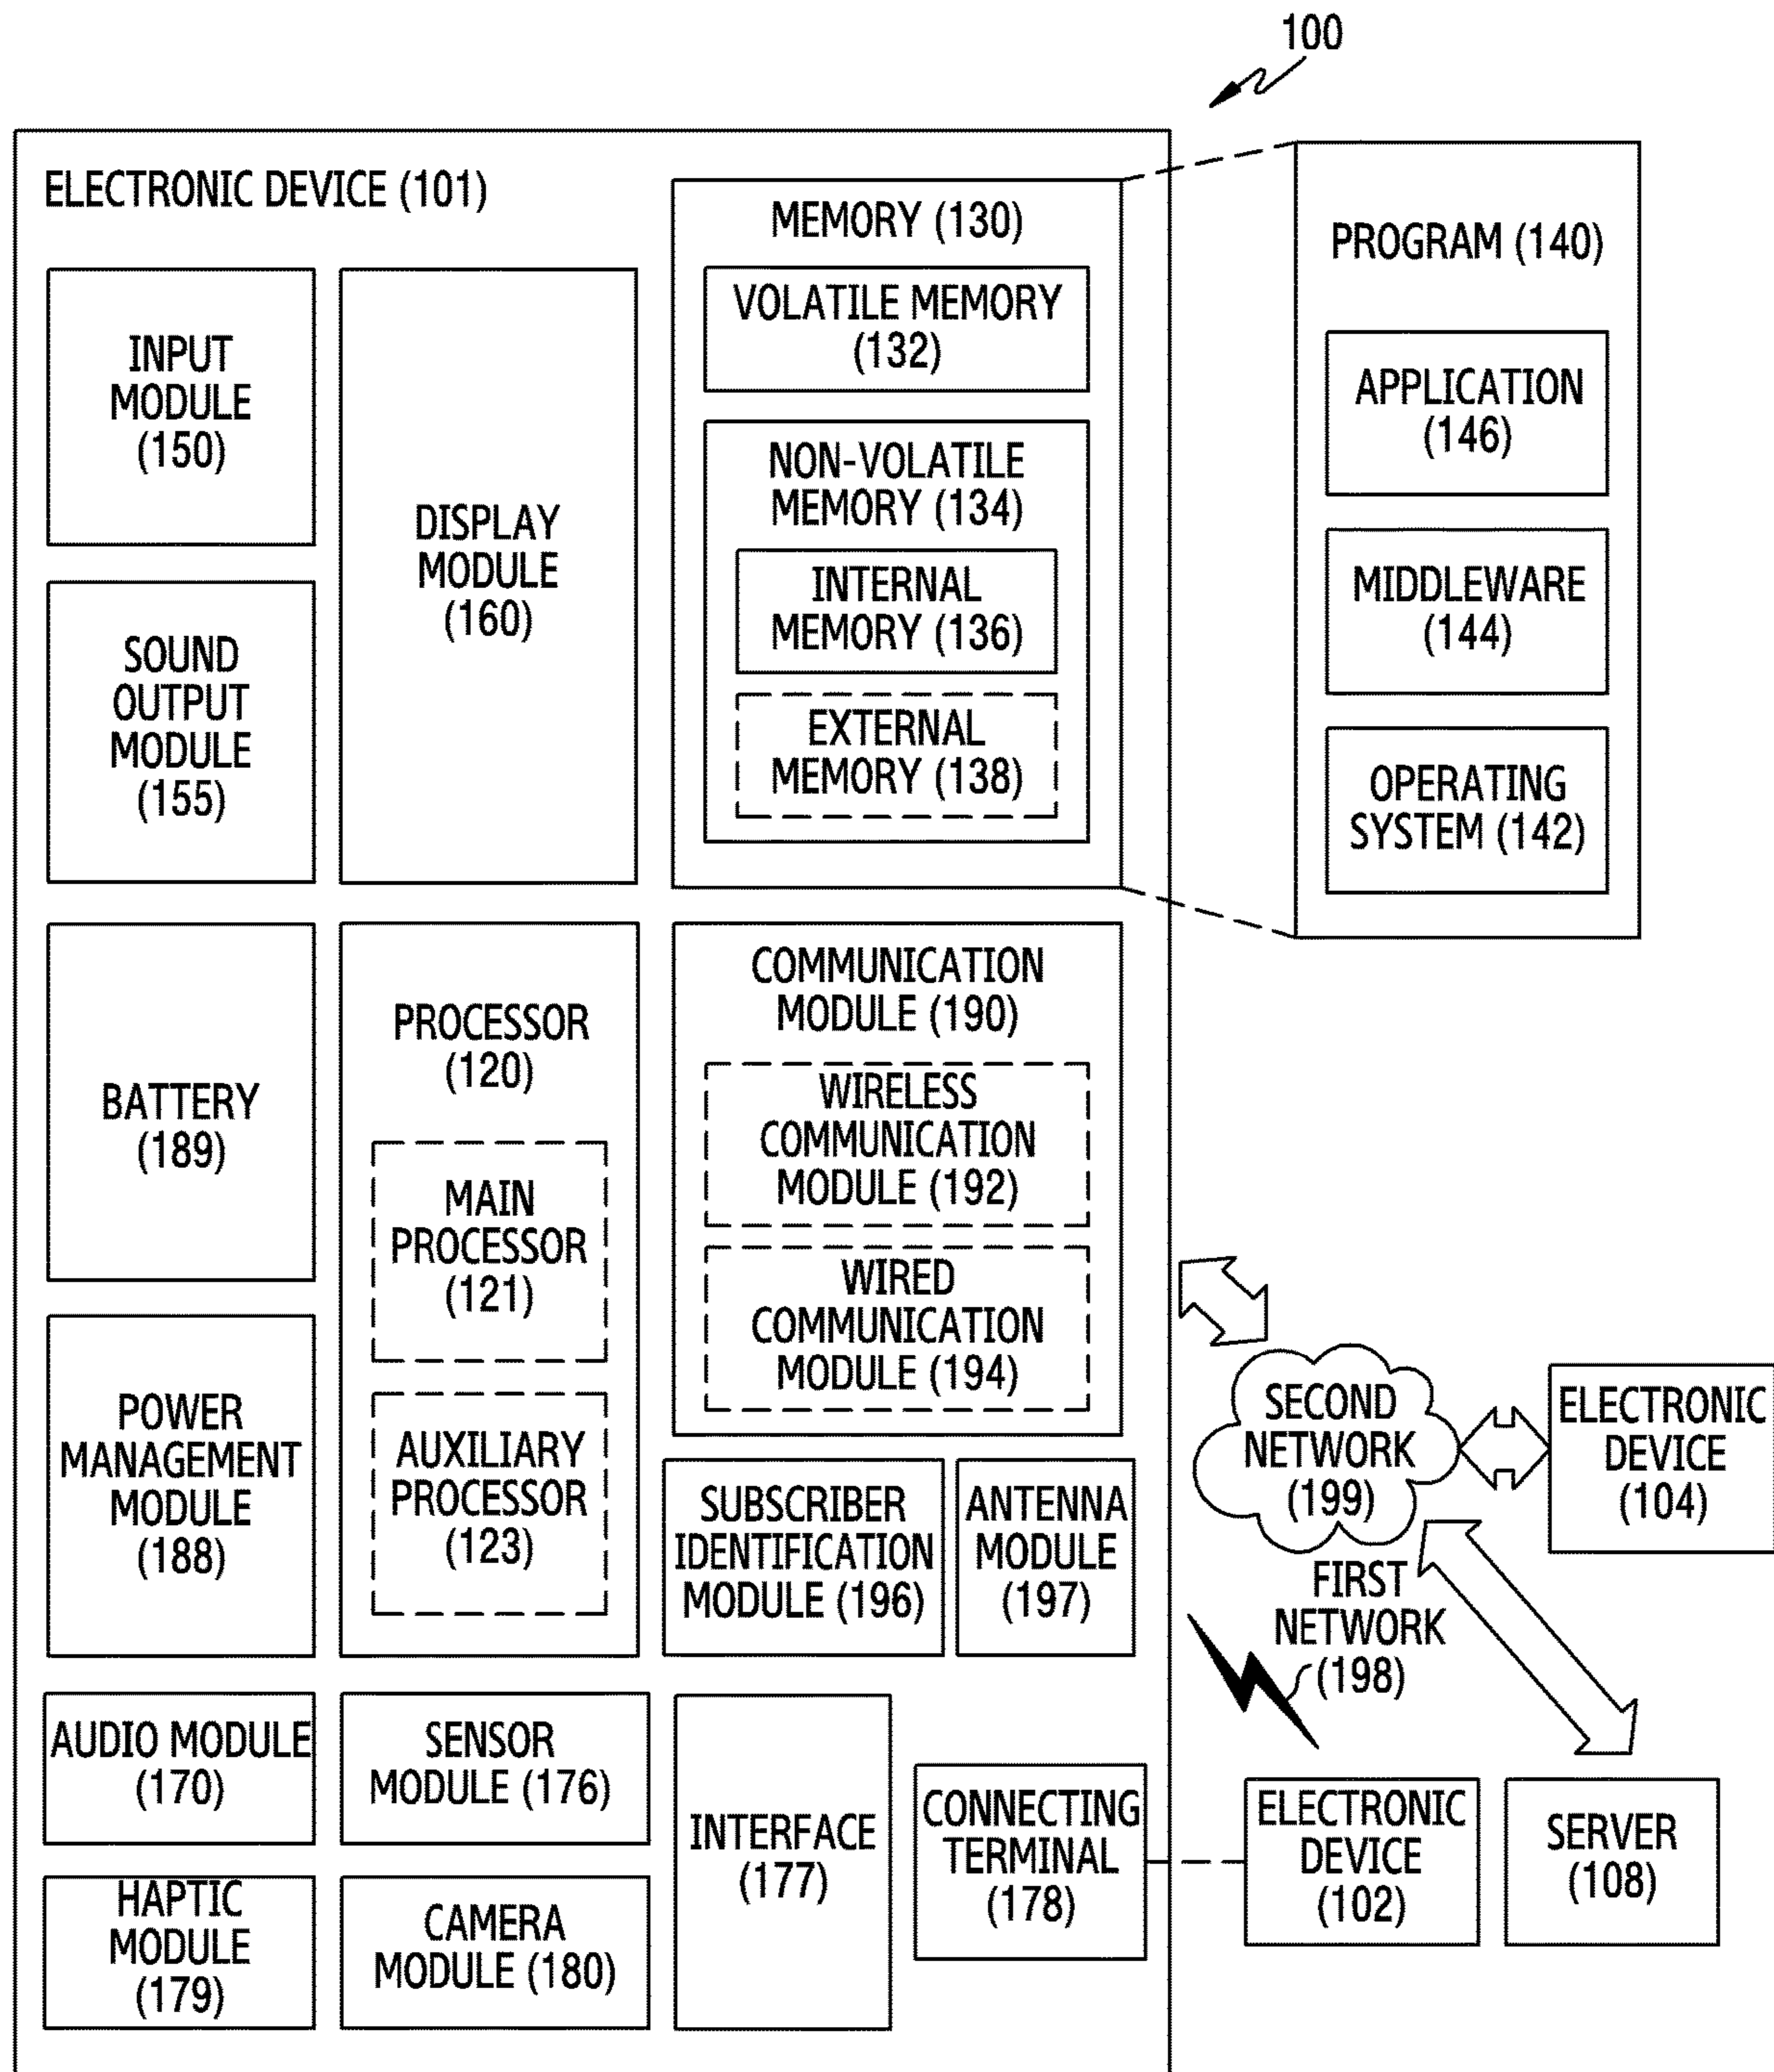 100
ELECTRONIC DEVICE (101)
INPUT
MODULE
(150)
DISPLAY
MODULE
(160)
SOUND
OUTPUT
MODULE
(155)
MEMORY (130)
VOLATILE MEMORY
(132)
NON-VOLATILE
MEMORY (134)
INTERNAL
MEMORY (136)
EXTERNAL
MEMORY (138)
PROGRAM (140)
APPLICATION
(146)
MIDDLEWARE
(144)
OPERATING
SYSTEM (142)
BATTERY
(189)
POWER
MANAGEMENT
MODULE
(188)
PROCESSOR
(120)
MAIN
PROCESSOR
(121)
AUXILIARY
PROCESSOR
(123)
COMMUNICATION
MODULE (190)
WIRELESS
COMMUNICATION
MODULE (192)
WIRED
COMMUNICATION
MODULE (194)
SUBSCRIBER
IDENTIFICATION
MODULE (196)
ANTENNA
MODULE
(197)
SECOND
NETWORK
(199)
ELECTRONIC
DEVICE
(104)
FIRST
NETWORK
(198)
AUDIO MODULE
(170)
SENSOR
MODULE (176)
HAPTIC
MODULE
(179)
CAMERA
MODULE (180)
INTERFACE
(177)
CONNECTING
TERMINAL
(178)
ELECTRONIC
DEVICE
(102)
SERVER
(108)